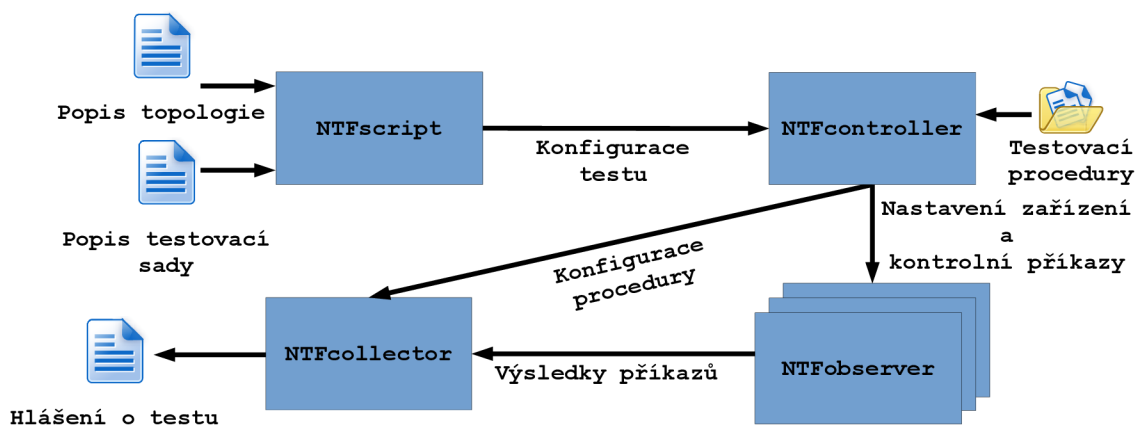 Popis topologie
NTFscript
NTFcontroller
Konfigurace
testu
Testovací
procedury
Popis testovací
sady
Nastavení zařízení
a
kontrolní příkazy
Konfigurace
procedury
NTFcollector
Výsledky příkazů
NTFobserver
Hlášení o testu